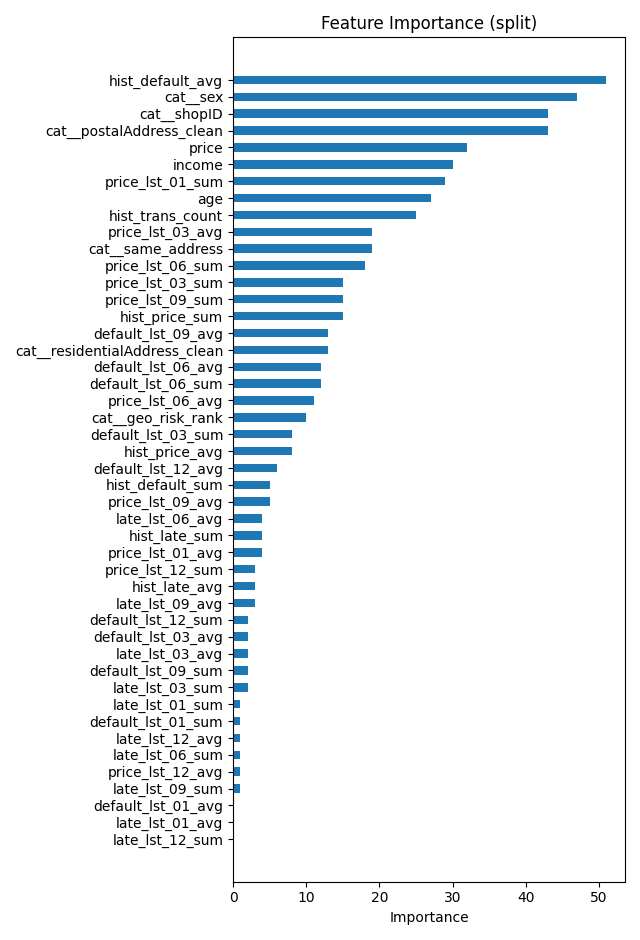 Feature Importance (split)
hist_default_avg
cat__sex
cat__shopID
cat__postalAddress_clean
price
income
price_lst_01_sum
age
hist_trans_count
price_lst_03_avg
cat__same_address
price_lst_06_sum
price_lst_03_sum
price_lst_09_sum
hist_price_sum
default_lst_09_avg
cat__residentialAddress_clean
default_lst_06_avg
default_lst_06_sum
price_lst_06_avg
cat__geo_risk_rank
default_lst_03_sum
hist_price_avg
default_lst_12_avg
hist_default_sum
price_lst_09_avg
late_lst_06_avg
hist_late_sum
price_lst_01_avg
price_lst_12_sum
hist_late_avg
late_lst_09_avg
default_lst_12_sum
default_lst_03_avg
late_lst_03_avg
default_lst_09_sum
late_lst_03_sum
late_lst_01_sum
default_lst_01_sum
late_lst_12_avg
late_lst_06_sum
price_lst_12_avg
late_lst_09_sum
default_lst_01_avg
late_lst_01_avg
late_lst_12_sum
0 10 20 30 40 50
Importance